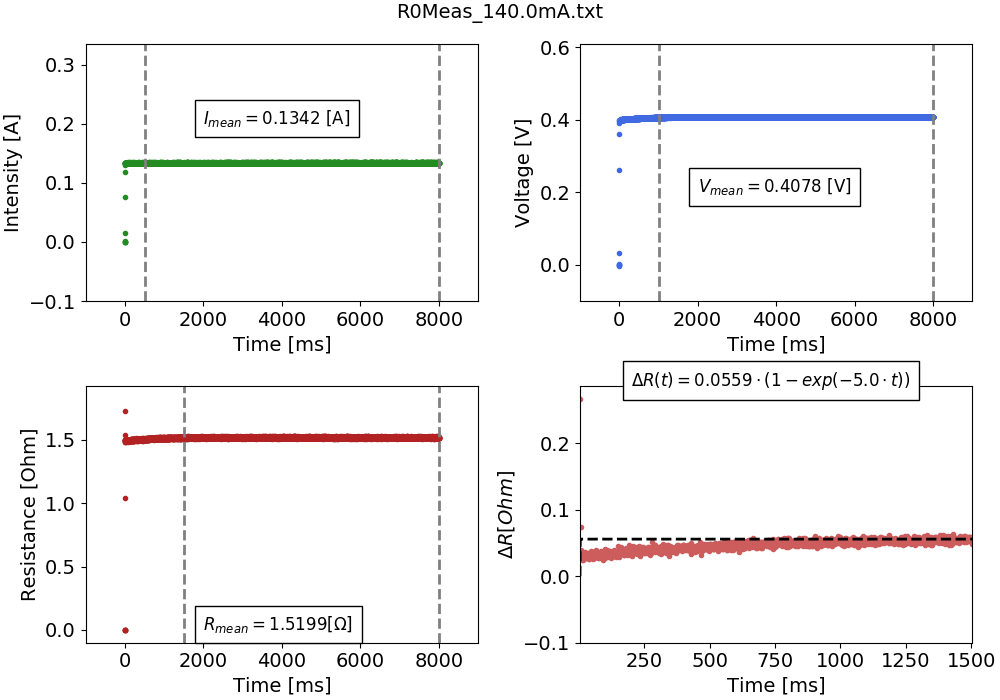 R0Meas_140.0mA.txt
Intensity [A]
0.3
0.2
0.1
0.0
−0.1
I_mean = 0.1342 [A]
0 2000 4000 6000 8000
Time [ms]
Voltage [V]
0.6
0.4
0.2
0.0
V_mean = 0.4078 [V]
0 2000 4000 6000 8000
Time [ms]
Resistance [Ohm]
1.5
1.0
0.5
0.0
R_mean = 1.5199[Ω]
0 2000 4000 6000 8000
Time [ms]
ΔR(t) = 0.0559 · (1 − exp(−5.0 · t))
ΔR[Ohm]
0.2
0.1
0.0
−0.1
250 500 750 1000 1250 1500
Time [ms]